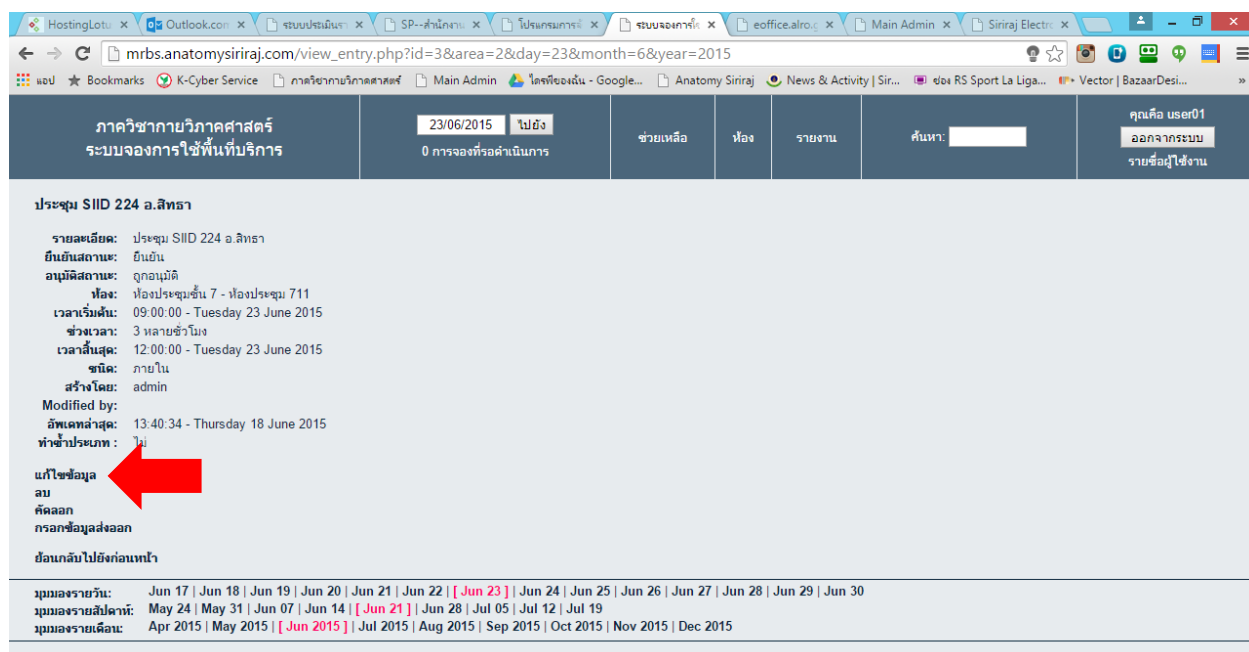 HostingLotu
Outlook.con
ระบบประเมินรา
SP--สำนักงาน
โปรแกรมการจ
ระบบจองการใช
eoffice.alro.c
Main Admin
Siriraj Electro
mrbs.anatomysiriraj.com/view_entry.php?id=3&area=2&day=23&month=6&year=2015
แอป
Bookmarks
K-Cyber Service
ภาควิชากายวิภาคศาสตร์
Main Admin
ไดรฟ์ของฉัน - Google...
Anatomy Siriraj
News & Activity | Sir...
ช่อง RS Sport La Liga...
Vector | BazaarDesi...
»
ภาควิชากายวิภาคศาสตร์
ระบบจองการใช้พื้นที่บริการ
23/06/2015 ไปยัง
0 การจองที่รอดำเนินการ
ช่วยเหลือ
ห้อง
รายงาน
ค้นหา:
คุณคือ user01
ออกจากระบบ
รายชื่อผู้ใช้งาน
ประชุม SIID 224 อ.สิทธา
รายละเอียด: ประชุม SIID 224 อ.สิทธา
ยืนยันสถานะ: ยืนยัน
อนุมัติสถานะ: ถูกอนุมัติ
ห้อง: ห้องประชุมชั้น 7 - ห้องประชุม 711
เวลาเริ่มต้น: 09:00:00 - Tuesday 23 June 2015
ช่วงเวลา: 3 หลายชั่วโมง
เวลาสิ้นสุด: 12:00:00 - Tuesday 23 June 2015
ชนิด: ภายใน
สร้างโดย: admin
Modified by:
อัพเดทล่าสุด: 13:40:34 - Thursday 18 June 2015
ทำซ้ำประเภท : ไม่
แก้ไขข้อมูล
ลบ
คัดลอก
กรอกข้อมูลส่งออก
ย้อนกลับไปยังก่อนหน้า
มุมมองรายวัน: Jun 17 | Jun 18 | Jun 19 | Jun 20 | Jun 21 | Jun 22 | [ Jun 23 ] | Jun 24 | Jun 25 | Jun 26 | Jun 27 | Jun 28 | Jun 29 | Jun 30
มุมมองรายสัปดาห์: May 24 | May 31 | Jun 07 | Jun 14 | [ Jun 21 ] | Jun 28 | Jul 05 | Jul 12 | Jul 19
มุมมองรายเดือน: Apr 2015 | May 2015 | [ Jun 2015 ] | Jul 2015 | Aug 2015 | Sep 2015 | Oct 2015 | Nov 2015 | Dec 2015